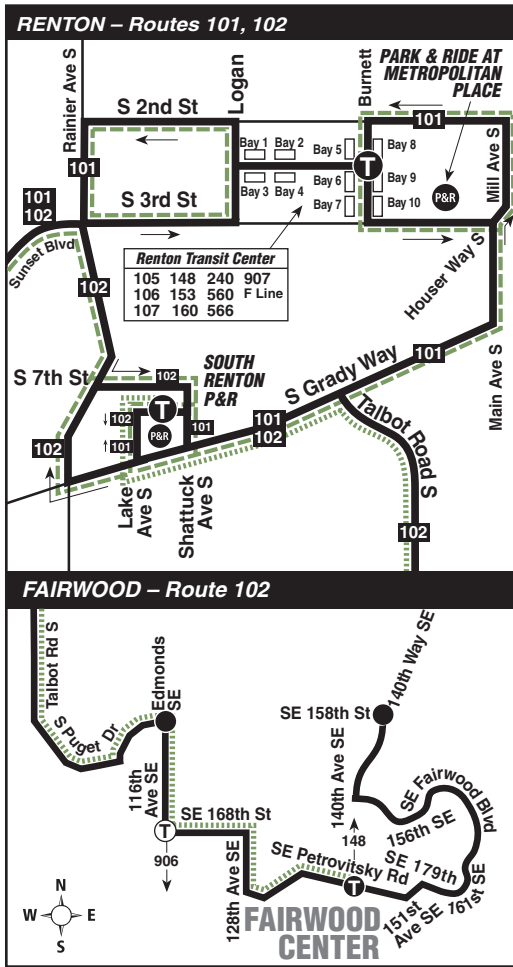 RENTON – Routes 101, 102
Rainier Ave S
S 2nd St
Logan
Burnett
PARK & RIDE AT
METROPOLITAN
PLACE
101
Mill Ave S
Bay 1
Bay 2
Bay 5
T
Bay 8
101
Bay 3
Bay 4
Bay 6
Bay 9
Bay 7
Bay 10
P&R
S 3rd St
101
102
Sunset Blvd
Houser Way S
Renton Transit Center
105 148 240 907
106 153 560 F Line
107 160 566
102
S 7th St
102
SOUTH
RENTON
P&R
S Grady Way
101
Main Ave S
T
102
P&R
101
101
101
102
Talbot Road S
102
Lake
Ave S
Shattuck
Ave S
102
FAIRWOOD – Route 102
Talbot Rd S
S Puget Dr
Edmonds
SE
140th Way SE
SE 158th St
116th
Ave SE
140th Ave SE
SE Fairwood Blvd
T
SE 168th St
906
148
156th SE
SE Petrovitsky Rd
SE 179th
161st SE
128th Ave SE
T
151st
Ave SE
FAIRWOOD
CENTER
N
W
E
S